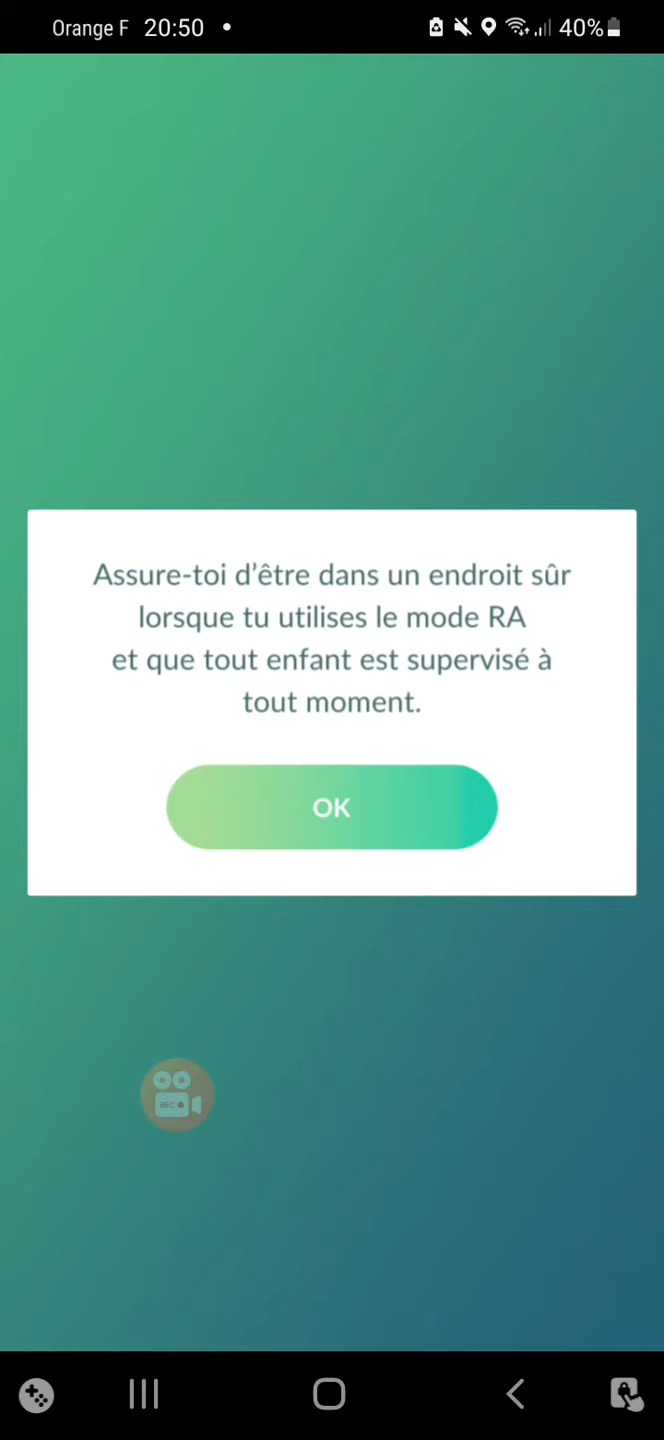 Orange F 20:50 40%
Assure-toi d’être dans un endroit sûr
lorsque tu utilises le mode RA
et que tout enfant est supervisé à
tout moment.
OK
REC